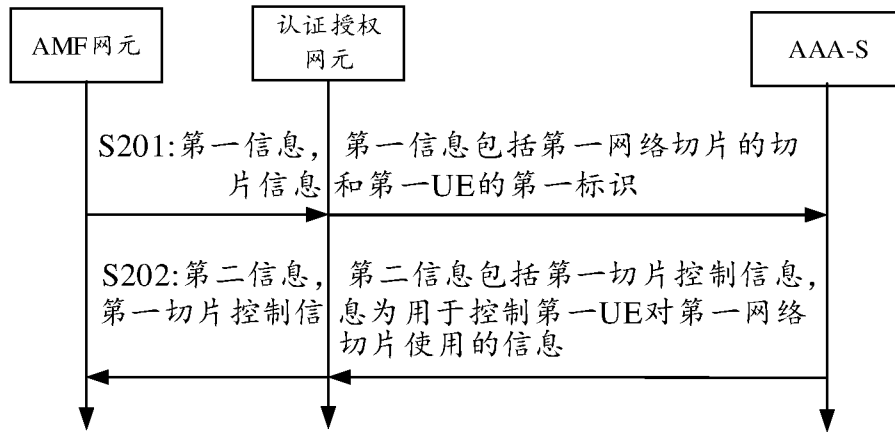 AMF网元
认证授权
网元
AAA-S
S201:第一信息，第一信息包括第一网络切片的切
片信息和第一UE的第一标识
S202:第二信息，第二信息包括第一切片控制信息，
第一切片控制信息为用于控制第一UE对第一网络
切片使用的信息